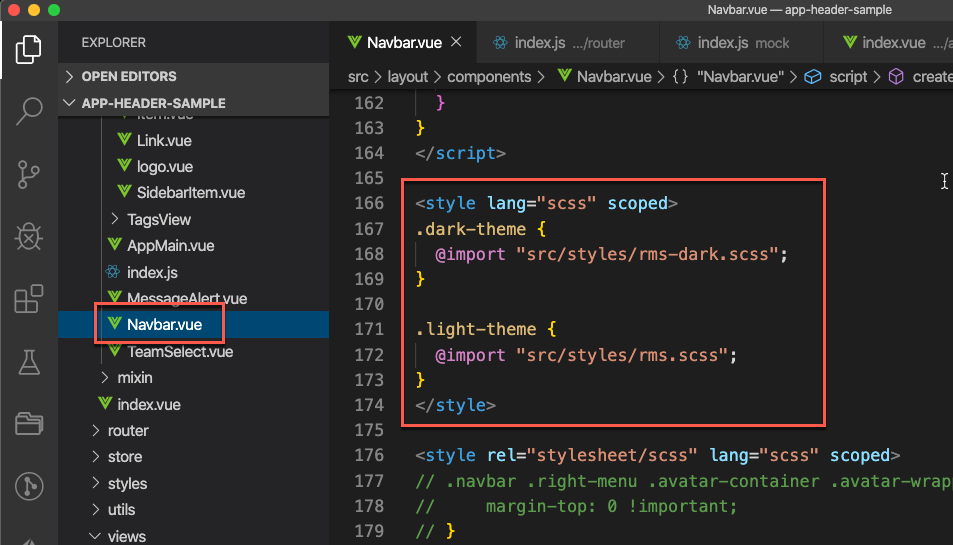 Navbar.vue — app-header-sample
EXPLORER
Navbar.vue
index.js .../router
index.js mock
index.vue .../a
OPEN EDITORS
src > layout > components > Navbar.vue > {} "Navbar.vue" > script > create
APP-HEADER-SAMPLE
Item.vue
Link.vue
logo.vue
SidebarItem.vue
TagsView
AppMain.vue
index.js
MessageAlert.vue
Navbar.vue
TeamSelect.vue
mixin
index.vue
router
store
styles
utils
views
162 }
163 }
164 </script>
165
166 <style lang="scss" scoped>
167 .dark-theme {
168 @import "src/styles/rms-dark.scss";
169 }
170
171 .light-theme {
172 @import "src/styles/rms.scss";
173 }
174 </style>
175
176 <style rel="stylesheet/scss" lang="scss" scoped>
177 // .navbar .right-menu .avatar-container .avatar-wrap
178 // margin-top: 0 !important;
179 // }